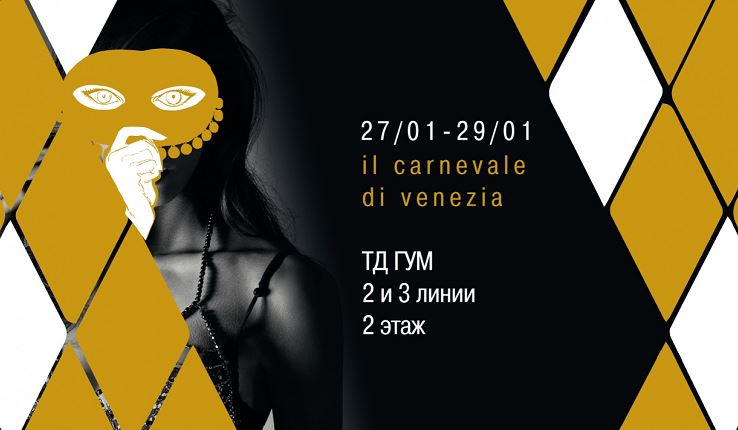 27/01-29/01
il carnevale
di venezia
ТД ГУМ
2 и 3 линии
2 этаж